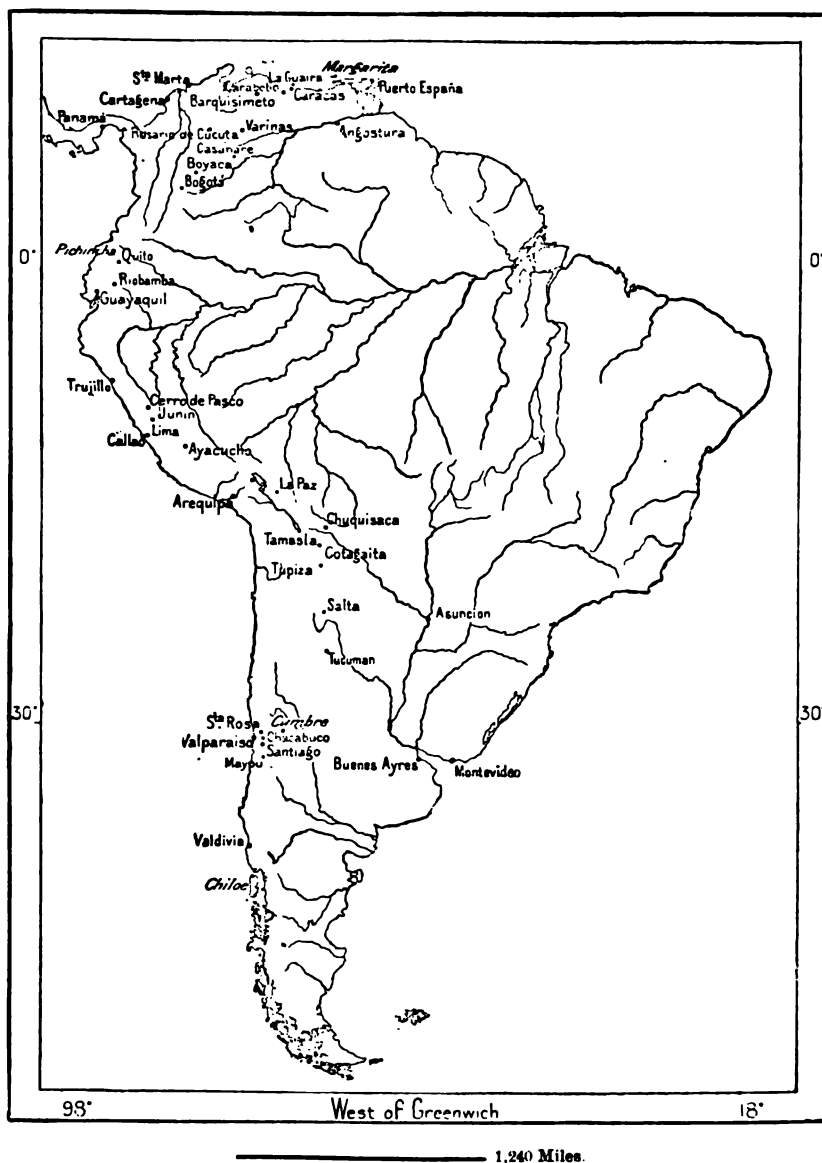 Margarita
Sta Marta
La Guaira
Carabobo
Puerto España
Cartagena
Barquisimeto
Caracas
Panamá
Rosario de Cúcuta
Varinas
Angostura
Casanare
Boyaca
Bogotá
Pichincha
Quito
0°
0°
Riobamba
Guayaquil
Trujillo
Cerro de Pasco
Junin
Lima
Callao
Ayacucho
La Paz
Arequipa
Chuquisaca
Tamasla
Cotagaita
Tupiza
Salta
Asuncion
Tucuman
30°
30°
Sta Rosa
Cumbre
Valparaiso
Chacabuco
Santiago
Maypu
Buenes Ayres
Montevideo
Valdivia
Chiloe
98°
West of Greenwich
18°
1,240 Miles.